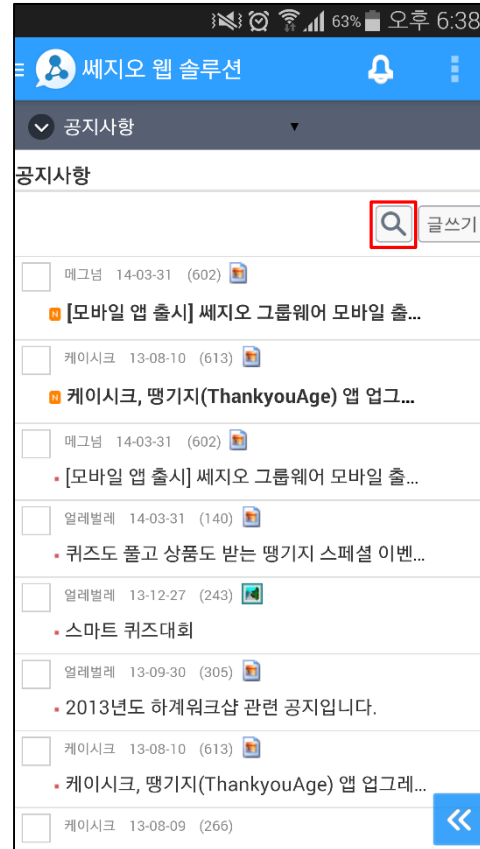 63% 오후 6:38
쎄지오 웹 솔루션
공지사항 ▼
공지사항
글쓰기
메그넘 14-03-31 (602)
N [모바일 앱 출시] 쎄지오 그룹웨어 모바일 출...
케이시크 13-08-10 (613)
N 케이시크, 땡기지(ThankyouAge) 앱 업그...
메그넘 14-03-31 (602)
[모바일 앱 출시] 쎄지오 그룹웨어 모바일 출...
얼레벌레 14-03-31 (140)
퀴즈도 풀고 상품도 받는 땡기지 스페셜 이벤...
얼레벌레 13-12-27 (243)
스마트 퀴즈대회
얼레벌레 13-09-30 (305)
2013년도 하계워크샵 관련 공지입니다.
케이시크 13-08-10 (613)
케이시크, 땡기지(ThankyouAge) 앱 업그레...
케이시크 13-08-09 (266)